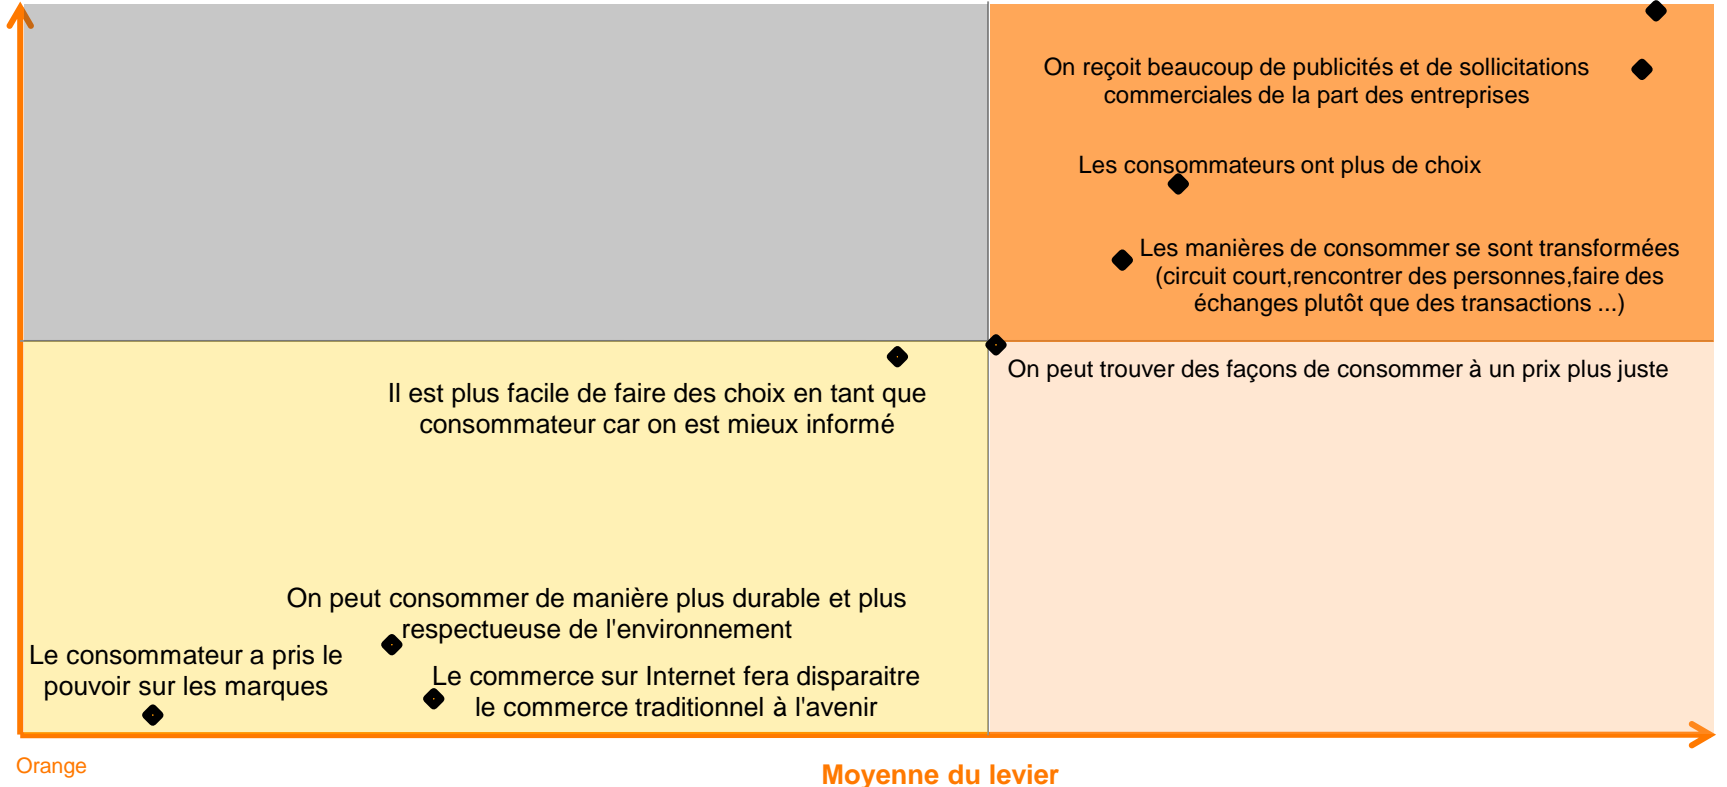 On reçoit beaucoup de publicités et de sollicitations
commerciales de la part des entreprises
Les consommateurs ont plus de choix
Les manières de consommer se sont transformées
(circuit court,rencontrer des personnes,faire des
échanges plutôt que des transactions ...)
On peut trouver des façons de consommer à un prix plus juste
Il est plus facile de faire des choix en tant que
consommateur car on est mieux informé
On peut consommer de manière plus durable et plus
respectueuse de l'environnement
Le consommateur a pris le
pouvoir sur les marques
Le commerce sur Internet fera disparaitre
le commerce traditionnel à l'avenir
Orange
Moyenne du levier